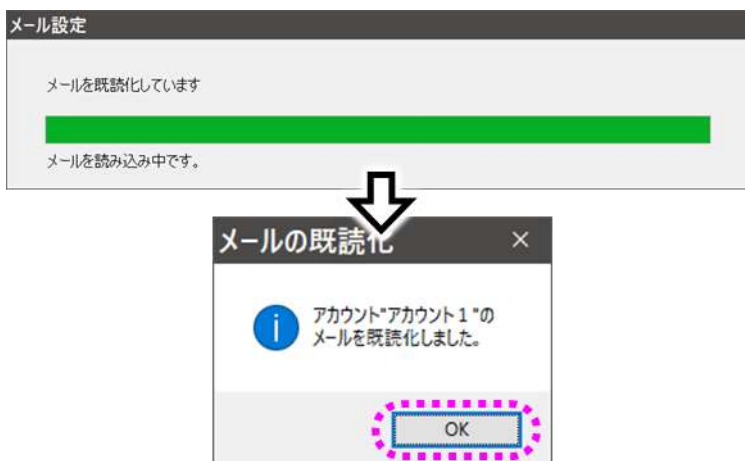 メール設定
メールを既読化しています
メールを読み込み中です。
メールの既読化
アカウント"アカウント１"の
メールを既読化しました。
OK